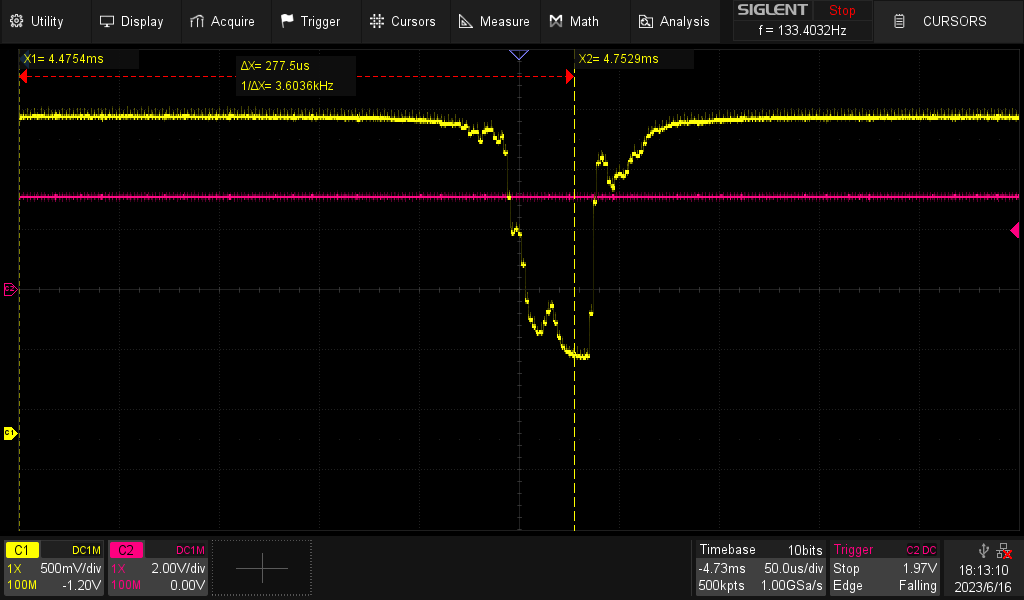 Utility
Display
Acquire
Trigger
Cursors
Measure
Math
Analysis
SIGLENT
Stop
f = 133.4032Hz
CURSORS
X1= 4.4754ms
ΔX= 277.5us
1/ΔX= 3.6036kHz
X2= 4.7529ms
C2
C1
C1
DC1M
1X
500mV/div
100M
-1.20V
C2
DC1M
1X
2.00V/div
100M
0.00V
Timebase
10bits
-4.73ms
50.0us/div
500kpts
1.00GSa/s
Trigger
C2 DC
Stop
1.97V
Edge
Falling
18:13:10
2023/6/16